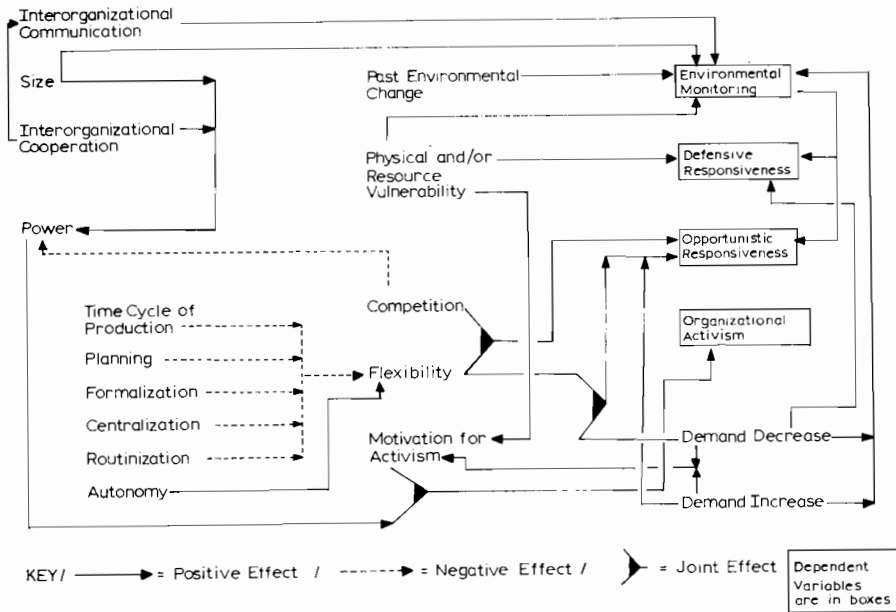 Interorganizational
Communication
Size
Interorganizational
Cooperation
Past Environmental
Change
Environmental
Monitoring
Physical and/or
Resource
Vulnerability
Defensive
Responsiveness
Power
Opportunistic
Responsiveness
Time Cycle of
Production
Competition
Organizational
Activism
Planning
Flexibility
Formalization
Centralization
Motivation for
Activism
Demand Decrease
Routinization
Autonomy
Demand Increase
KEY/ = Positive Effect / = Negative Effect / = Joint Effect
Dependent
Variables
are in boxes